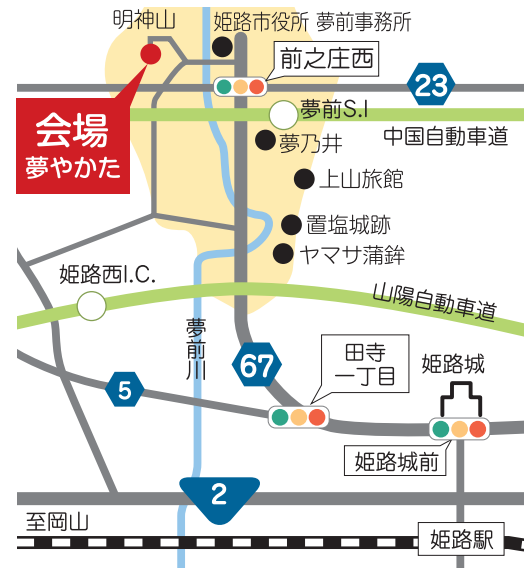 明神山
姫路市役所 夢前事務所
前之庄西
23
会場
夢やかた
夢前S.I
中国自動車道
夢乃井
上山旅館
置塩城跡
ヤマサ蒲鉾
姫路西I.C.
山陽自動車道
夢前川
67
田寺
一丁目
姫路城
5
姫路城前
2
至岡山
姫路駅